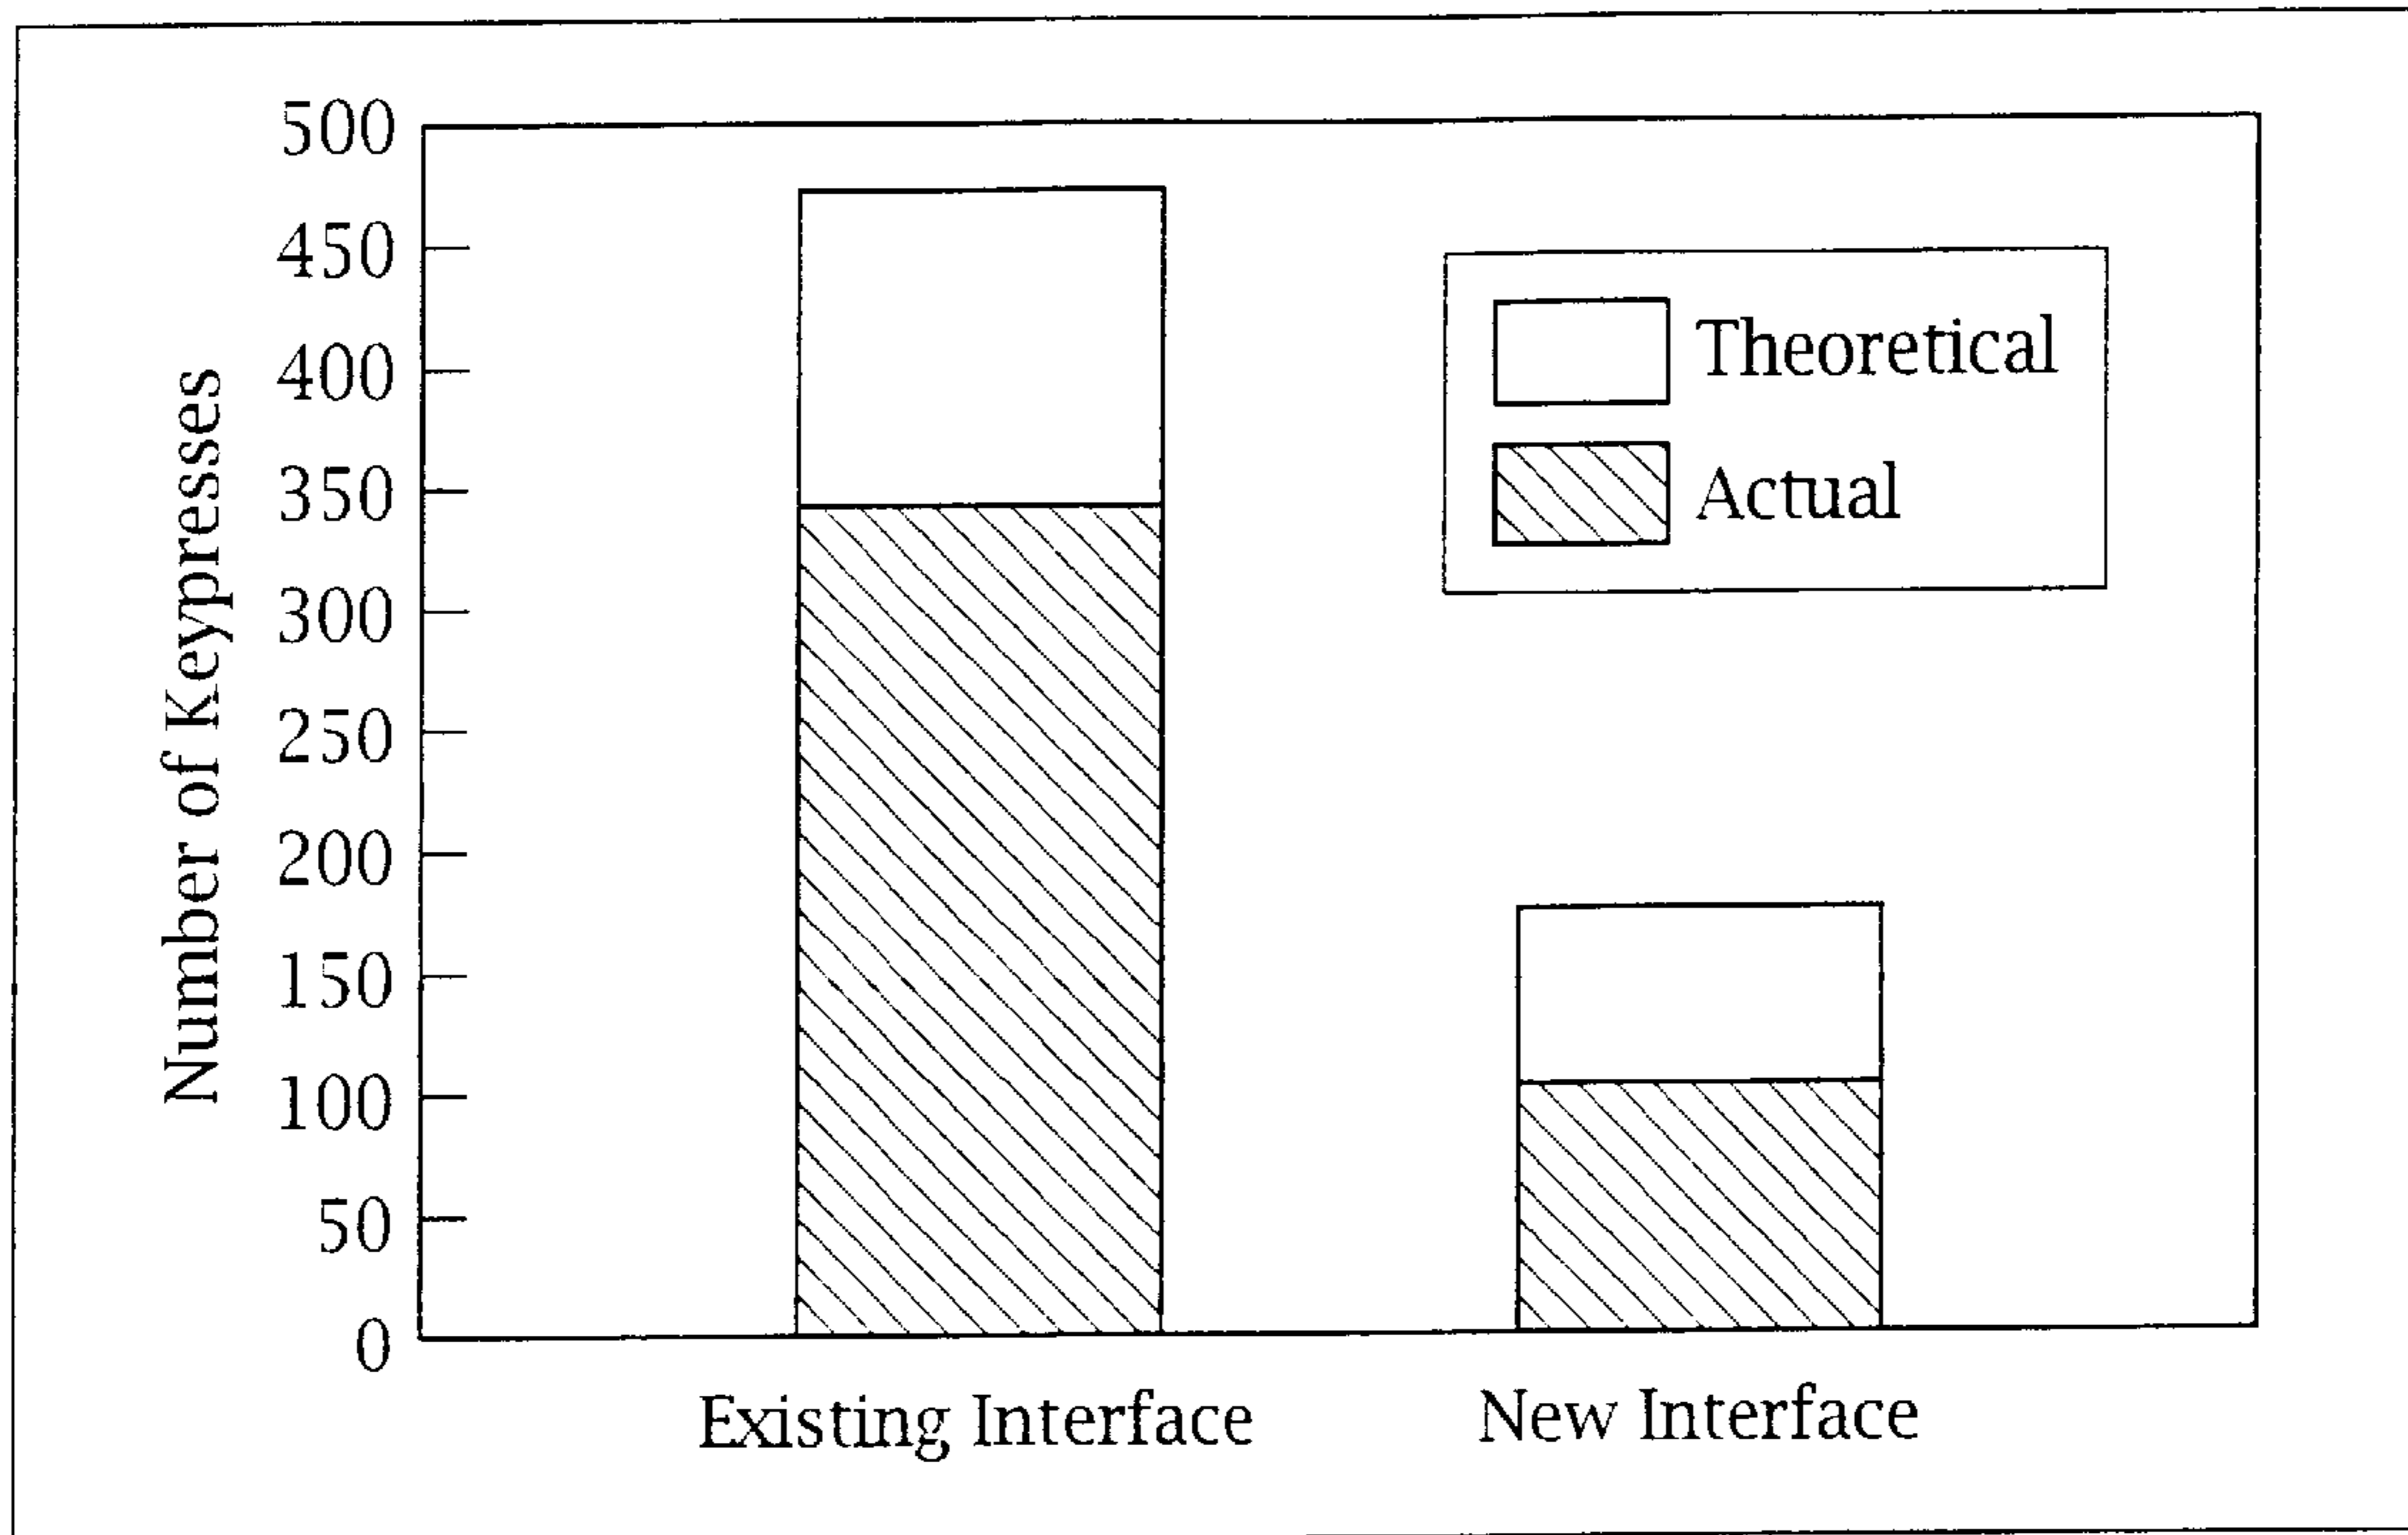 500
450
400
350
300
250
200
150
100
50
0
Number of Keypresses
Theoretical
Actual
Existing Interface
New Interface